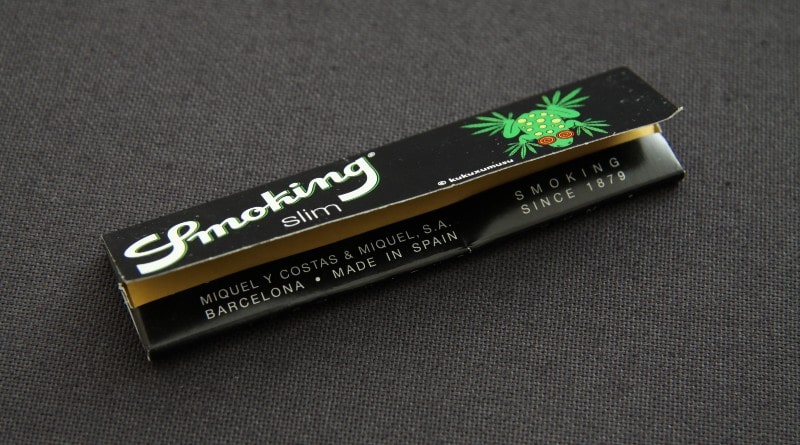 Smoking®
slim
© kukuxumusu
MIQUEL Y COSTAS & MIQUEL, S.A.
BARCELONA • MADE IN SPAIN
SMOKING
SINCE 1879